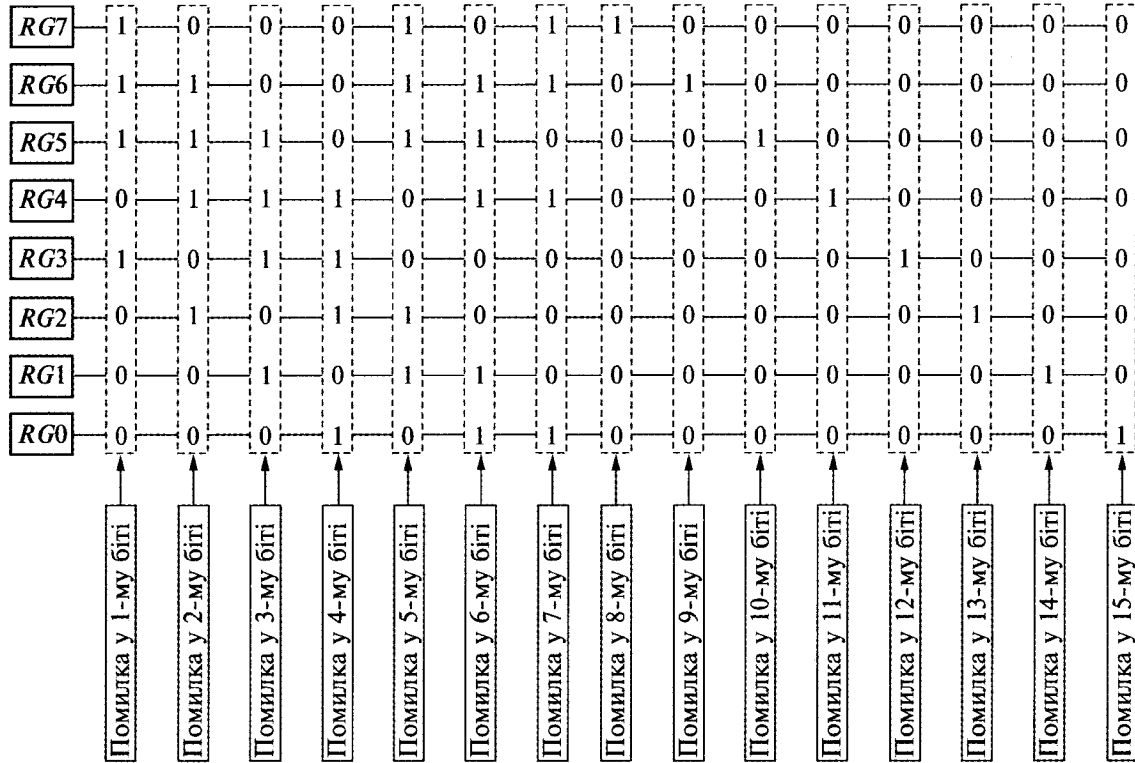 RG7 1 0 0 0 1 0 1 1 0 0 0 0 0 0 0
RG6 1 1 0 0 1 1 1 0 1 0 0 0 0 0 0
RG5 1 1 1 0 1 1 0 0 0 1 0 0 0 0 0
RG4 0 1 1 1 0 1 1 0 0 0 1 0 0 0 0
RG3 1 0 1 1 0 0 0 0 0 0 0 1 0 0 0
RG2 0 1 0 1 1 0 0 0 0 0 0 0 1 0 0
RG1 0 0 1 0 1 1 0 0 0 0 0 0 0 1 0
RG0 0 0 0 1 0 1 1 0 0 0 0 0 0 0 1
Помилка у 1-му біті
Помилка у 2-му біті
Помилка у 3-му біті
Помилка у 4-му біті
Помилка у 5-му біті
Помилка у 6-му біті
Помилка у 7-му біті
Помилка у 8-му біті
Помилка у 9-му біті
Помилка у 10-му біті
Помилка у 11-му біті
Помилка у 12-му біті
Помилка у 13-му біті
Помилка у 14-му біті
Помилка у 15-му біті